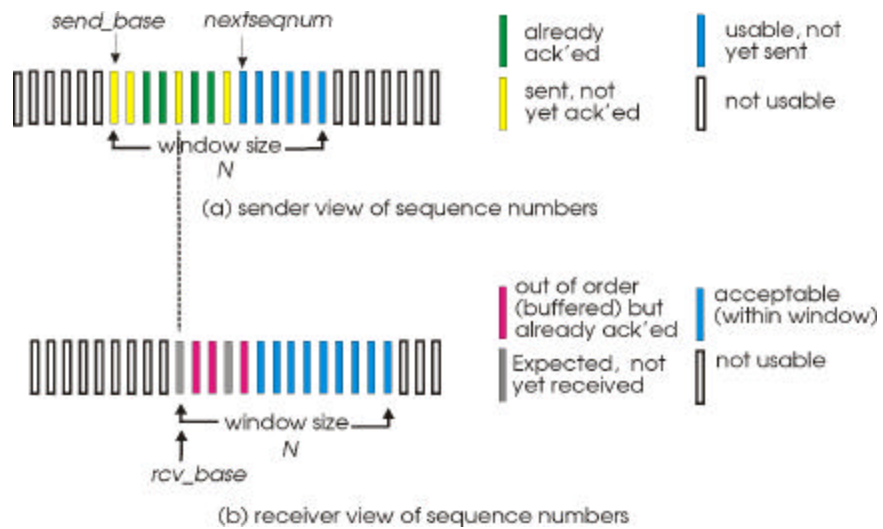 send_base
nextseqnum
already
ack'ed
usable, not
yet sent
sent, not
yet ack'ed
not usable
window size
N
(a) sender view of sequence numbers
out of order
(buffered) but
already ack'ed
acceptable
(within window)
Expected, not
yet received
not usable
window size
N
rcv_base
(b) receiver view of sequence numbers